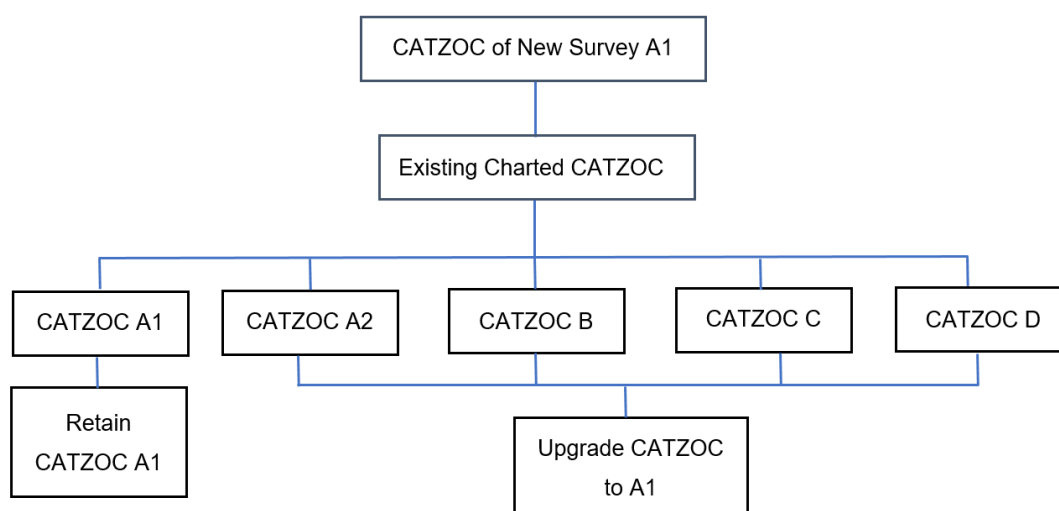 CATZOC of New Survey A1
Existing Charted CATZOC
CATZOC A1
CATZOC A2
CATZOC B
CATZOC C
CATZOC D
Retain
CATZOC A1
Upgrade CATZOC
to A1